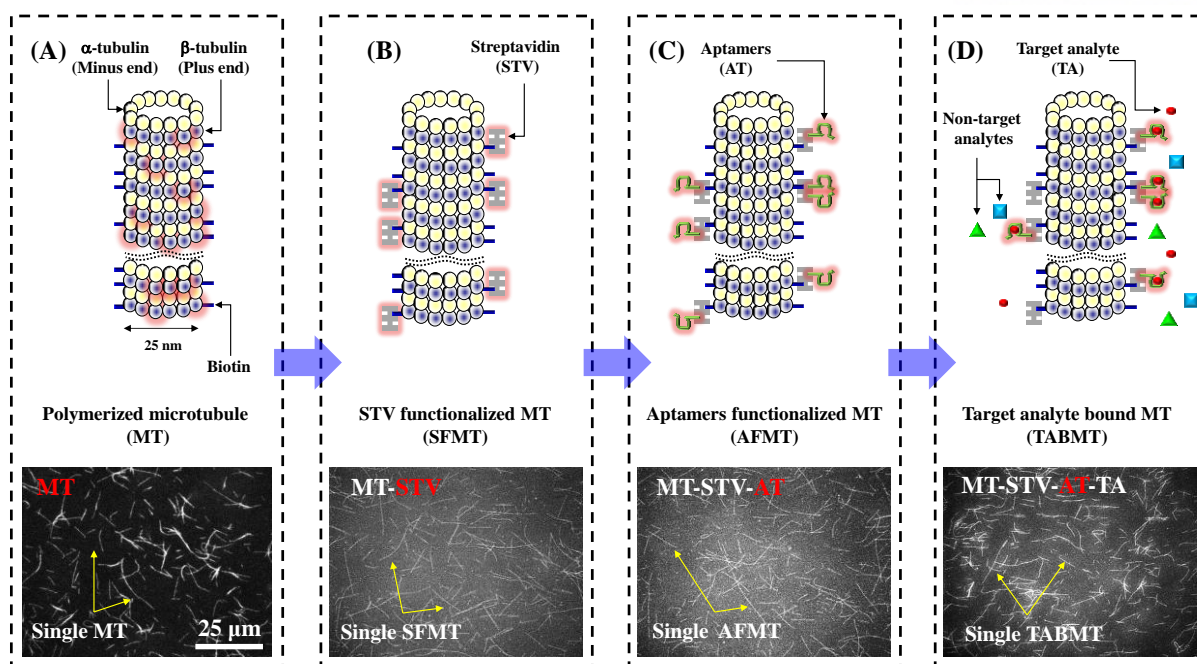 (A)
α-tubulin
(Minus end)
β-tubulin
(Plus end)
25 nm
Biotin
Polymerized microtubule
(MT)
MT
Single MT
25 µm
(B)
Streptavidin
(STV)
STV functionalized MT
(SFMT)
MT-STV
Single SFMT
(C)
Aptamers
(AT)
Aptamers functionalized MT
(AFMT)
MT-STV-AT
Single AFMT
(D)
Target analyte
(TA)
Non-target
analytes
Target analyte bound MT
(TABMT)
MT-STV-AT-TA
Single TABMT